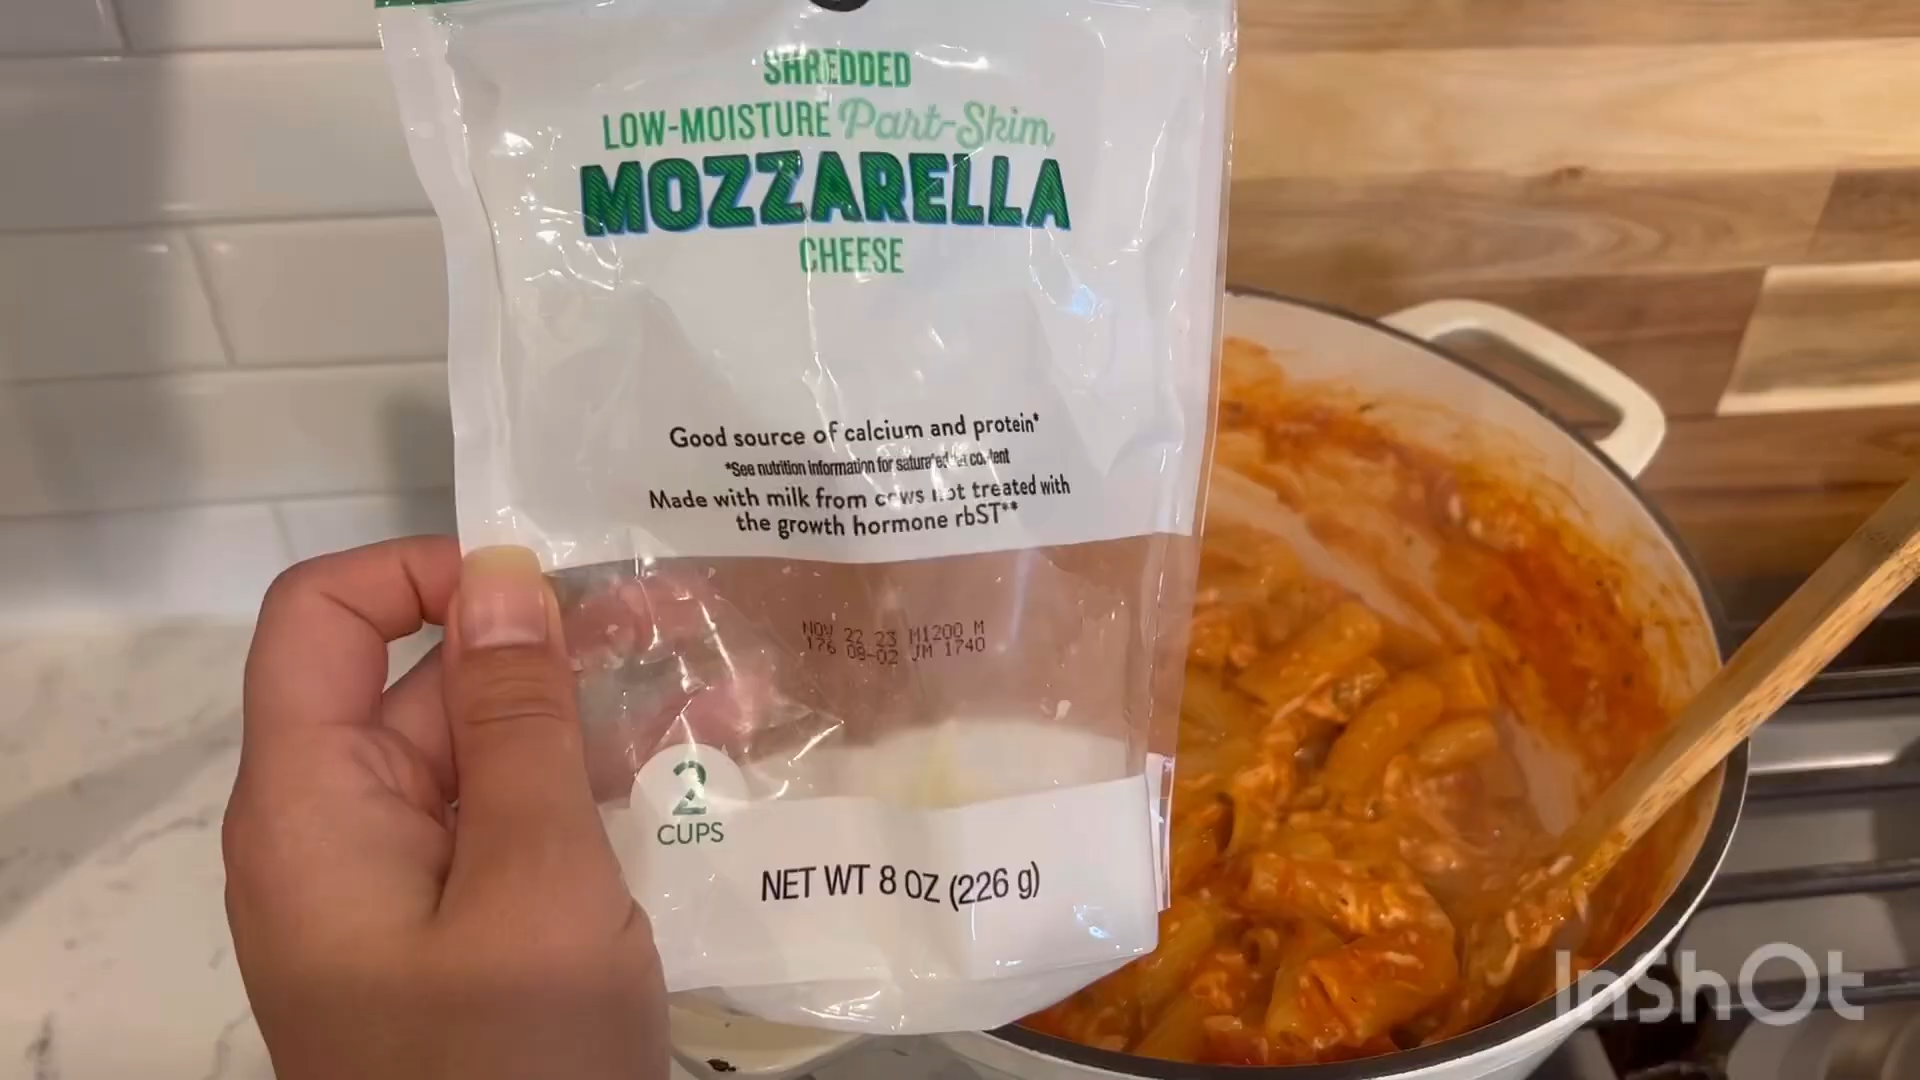 SHREDDED
LOW-MOISTURE Part-Skim
MOZZARELLA
CHEESE
Good source of calcium and protein*
*See nutrition information for saturated fat content
Made with milk from cows not treated with
the growth hormone rbST**
NOV 22 23 M1200 M
176 08-02 JM 1740
2
CUPS
NET WT 8 OZ (226 g)
InShOt